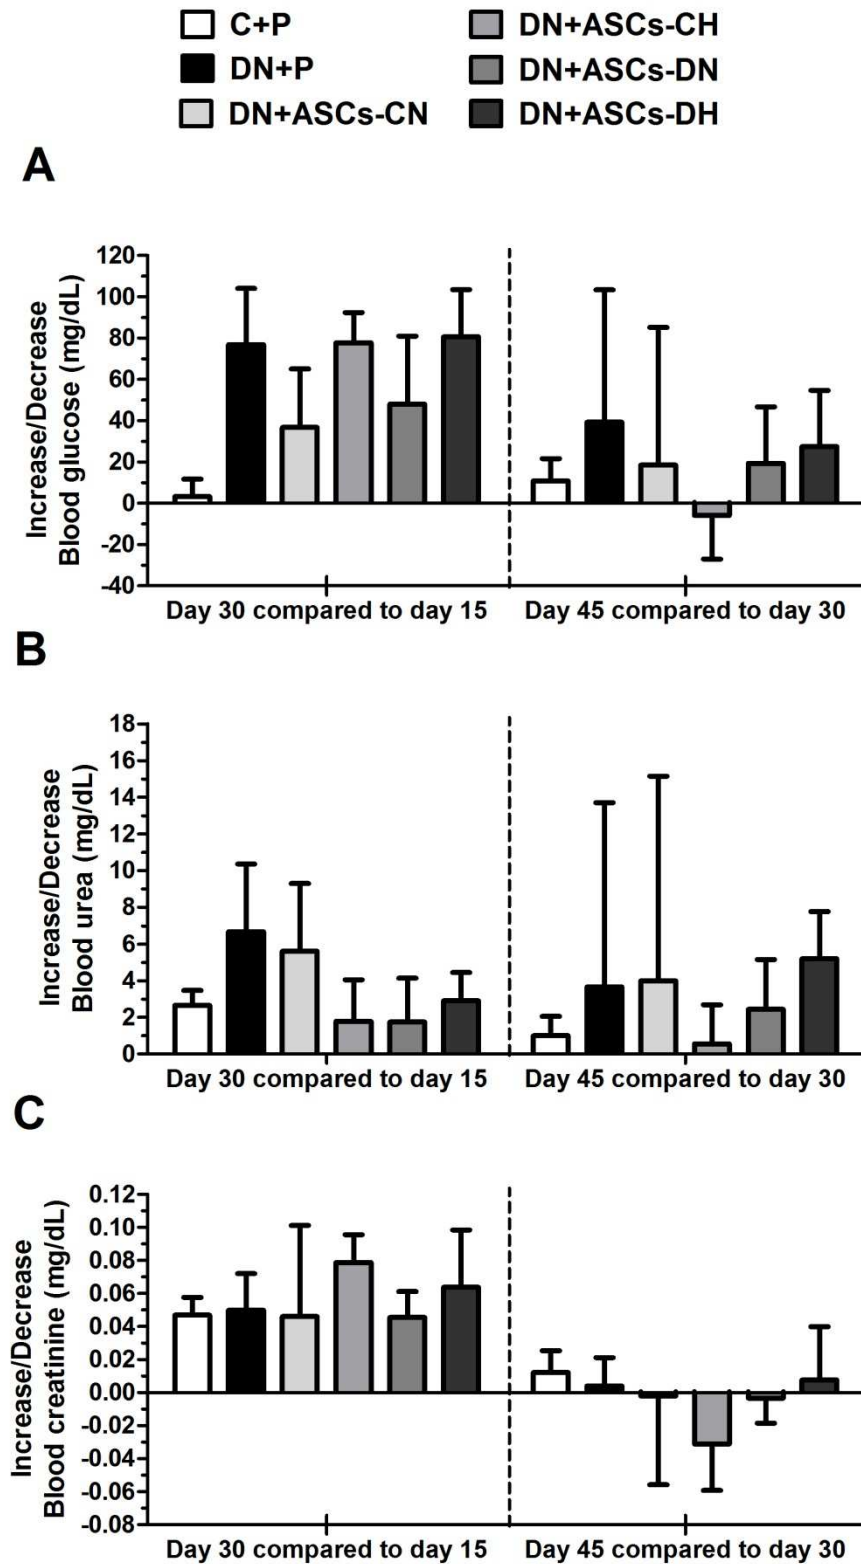 C+P
DN+P
DN+ASCs-CN
DN+ASCs-CH
DN+ASCs-DN
DN+ASCs-DH
A
Increase/Decrease
Blood glucose (mg/dL)
120
100
80
60
40
20
0
-20
-40
Day 30 compared to day 15
Day 45 compared to day 30
B
Increase/Decrease
Blood urea (mg/dL)
18
16
14
12
10
8
6
4
2
0
Day 30 compared to day 15
Day 45 compared to day 30
C
Increase/Decrease
Blood creatinine (mg/dL)
0.12
0.10
0.08
0.06
0.04
0.02
0.00
-0.02
-0.04
-0.06
-0.08
Day 30 compared to day 15
Day 45 compared to day 30